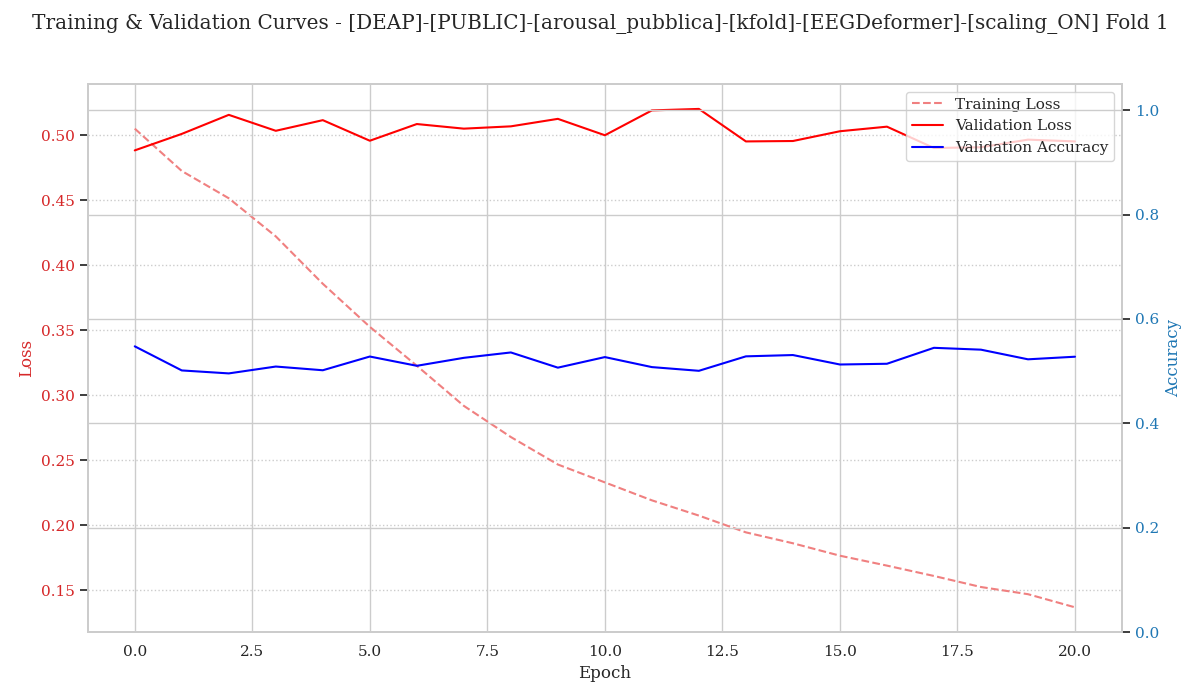 Training & Validation Curves - [DEAP]-[PUBLIC]-[arousal_pubblica]-[kfold]-[EEGDeformer]-[scaling_ON] Fold 1
Training Loss
Validation Loss
Validation Accuracy
Loss
0.50
0.45
0.40
0.35
0.30
0.25
0.20
0.15
1.0
0.8
0.6
0.4
0.2
0.0
Accuracy
0.0 2.5 5.0 7.5 10.0 12.5 15.0 17.5 20.0
Epoch